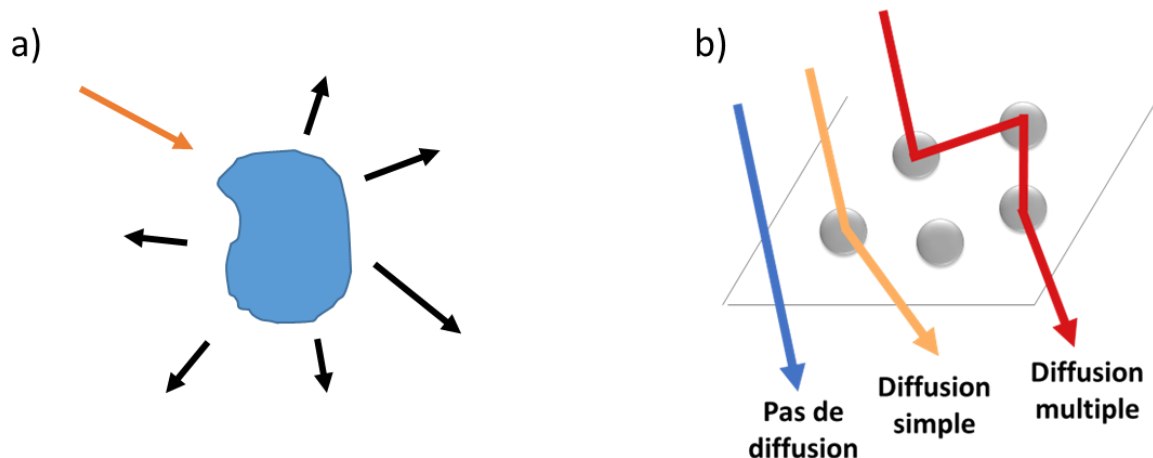 a)
b)
Pas de
diffusion
Diffusion
simple
Diffusion
multiple